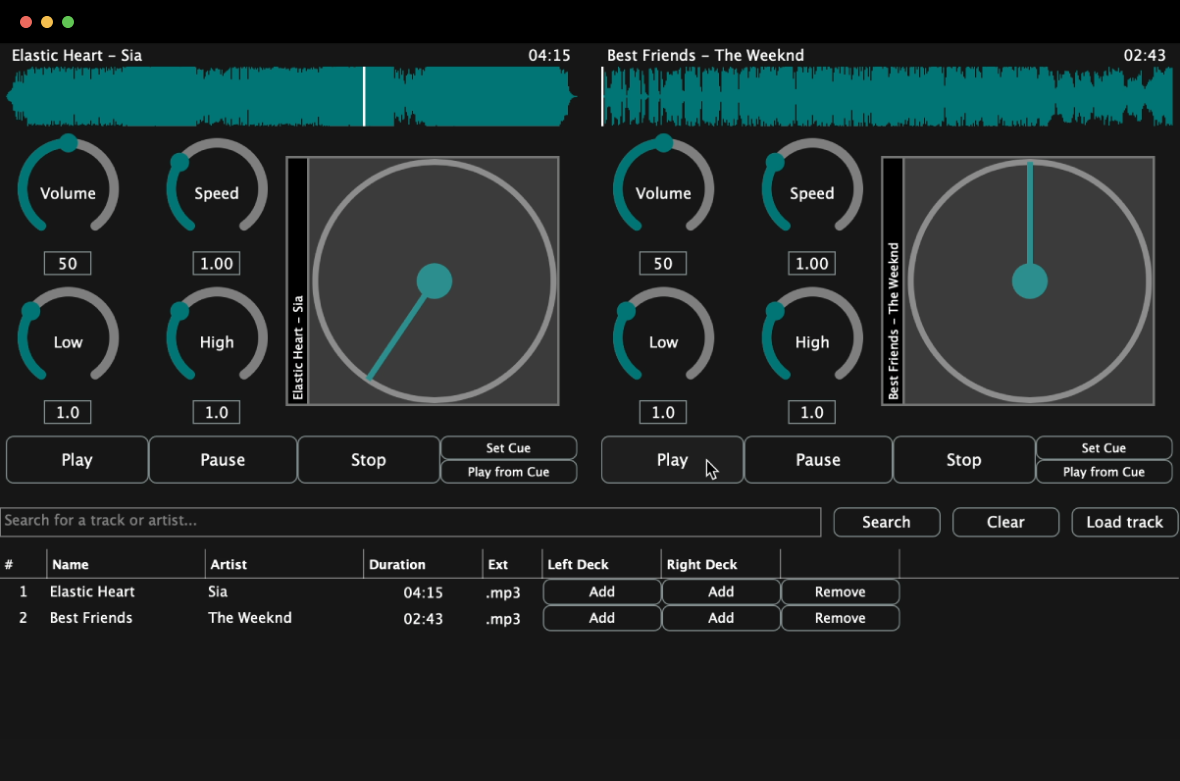 Elastic Heart – Sia 04:15
Best Friends – The Weeknd 02:43
Volume
Speed
50
1.00
Low
High
1.0
1.0
Elastic Heart – Sia
Play
Pause
Stop
Set Cue
Play from Cue
Volume
Speed
50
1.00
Low
High
1.0
1.0
Best Friends – The Weeknd
Play
Pause
Stop
Set Cue
Play from Cue
Search for a track or artist...
Search
Clear
Load track
# Name Artist Duration Ext Left Deck Right Deck
1 Elastic Heart Sia 04:15 .mp3 Add Add Remove
2 Best Friends The Weeknd 02:43 .mp3 Add Add Remove